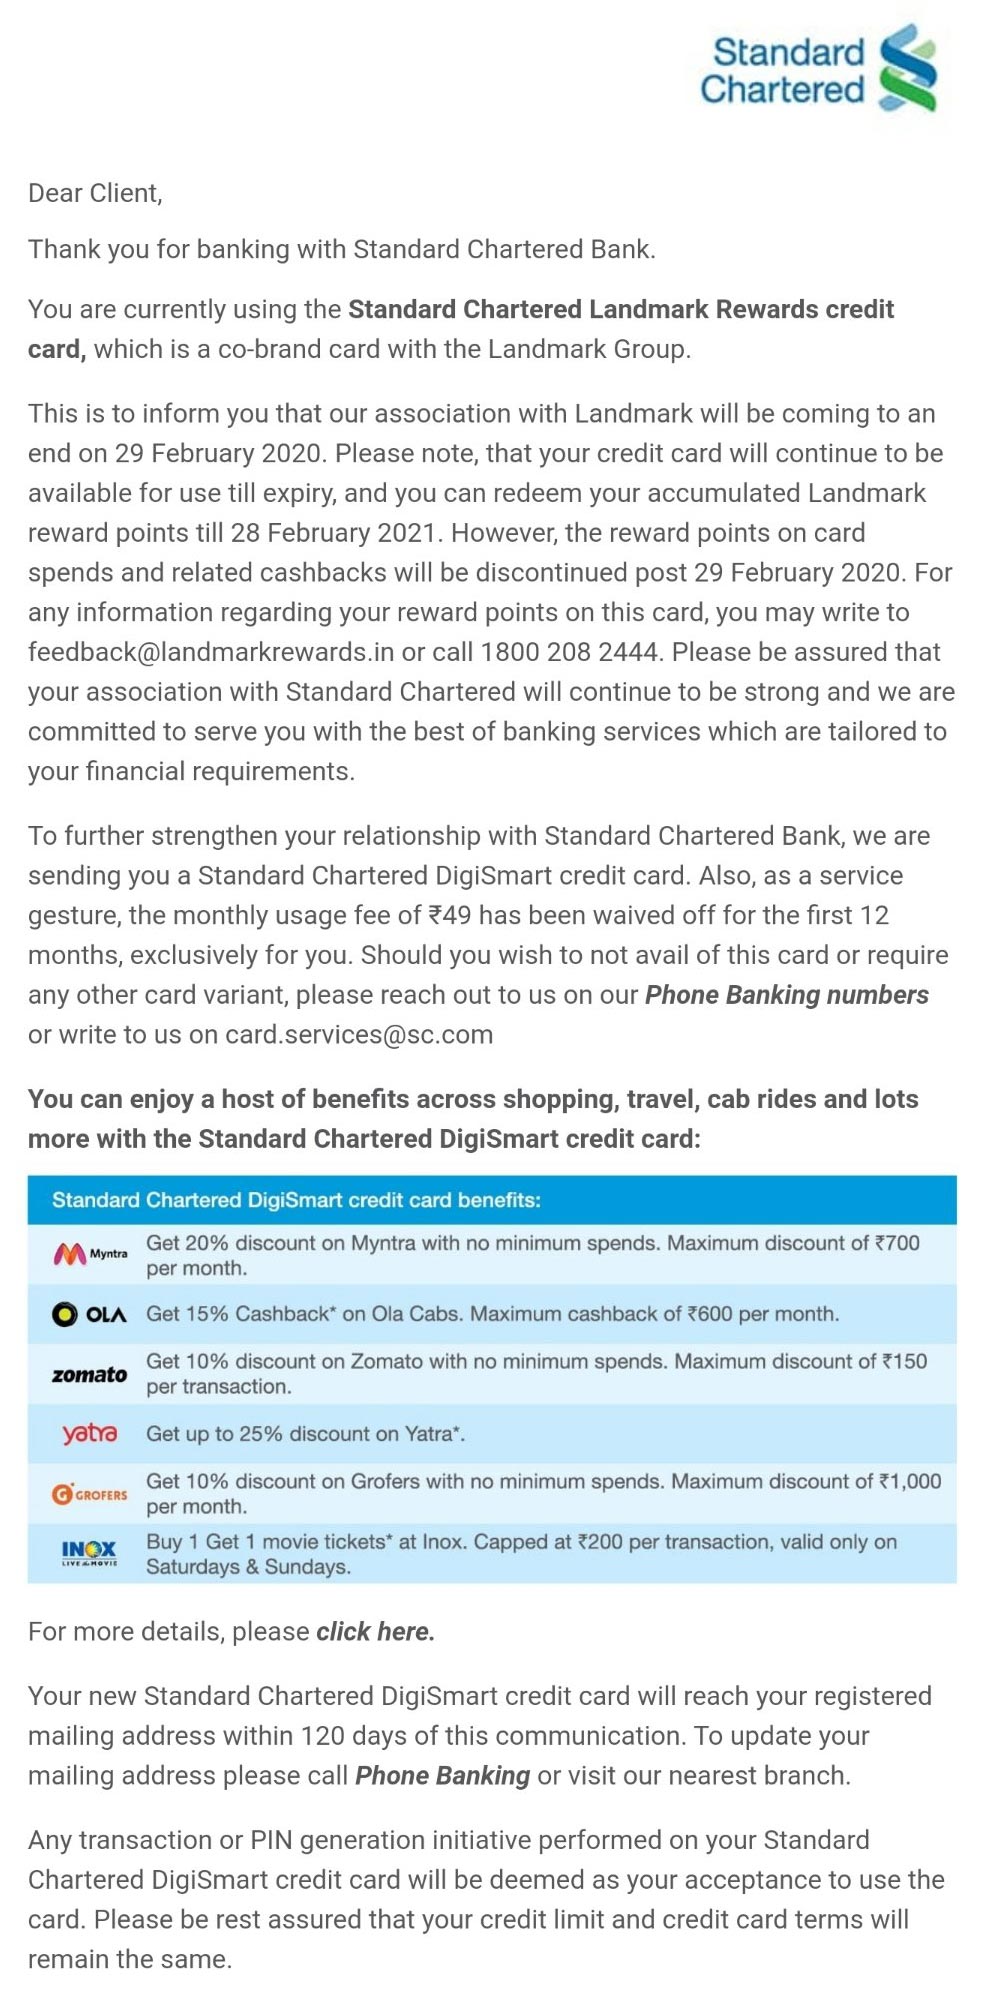 Standard
Chartered
Dear Client,
Thank you for banking with Standard Chartered Bank.
You are currently using the Standard Chartered Landmark Rewards credit
card, which is a co-brand card with the Landmark Group.
This is to inform you that our association with Landmark will be coming to an
end on 29 February 2020. Please note, that your credit card will continue to be
available for use till expiry, and you can redeem your accumulated Landmark
reward points till 28 February 2021. However, the reward points on card
spends and related cashbacks will be discontinued post 29 February 2020. For
any information regarding your reward points on this card, you may write to
feedback@landmarkrewards.in or call 1800 208 2444. Please be assured that
your association with Standard Chartered will continue to be strong and we are
committed to serve you with the best of banking services which are tailored to
your financial requirements.
To further strengthen your relationship with Standard Chartered Bank, we are
sending you a Standard Chartered DigiSmart credit card. Also, as a service
gesture, the monthly usage fee of ₹49 has been waived off for the first 12
months, exclusively for you. Should you wish to not avail of this card or require
any other card variant, please reach out to us on our Phone Banking numbers
or write to us on card.services@sc.com
You can enjoy a host of benefits across shopping, travel, cab rides and lots
more with the Standard Chartered DigiSmart credit card:
Standard Chartered DigiSmart credit card benefits:
Myntra Get 20% discount on Myntra with no minimum spends. Maximum discount of ₹700
per month.
OLA Get 15% Cashback* on Ola Cabs. Maximum cashback of ₹600 per month.
zomato Get 10% discount on Zomato with no minimum spends. Maximum discount of ₹150
per transaction.
yatra Get up to 25% discount on Yatra*.
G GROFERS Get 10% discount on Grofers with no minimum spends. Maximum discount of ₹1,000
per month.
INOX Buy 1 Get 1 movie tickets* at Inox. Capped at ₹200 per transaction, valid only on
LIVE the MOVIE Saturdays & Sundays.
For more details, please click here.
Your new Standard Chartered DigiSmart credit card will reach your registered
mailing address within 120 days of this communication. To update your
mailing address please call Phone Banking or visit our nearest branch.
Any transaction or PIN generation initiative performed on your Standard
Chartered DigiSmart credit card will be deemed as your acceptance to use the
card. Please be rest assured that your credit limit and credit card terms will
remain the same.